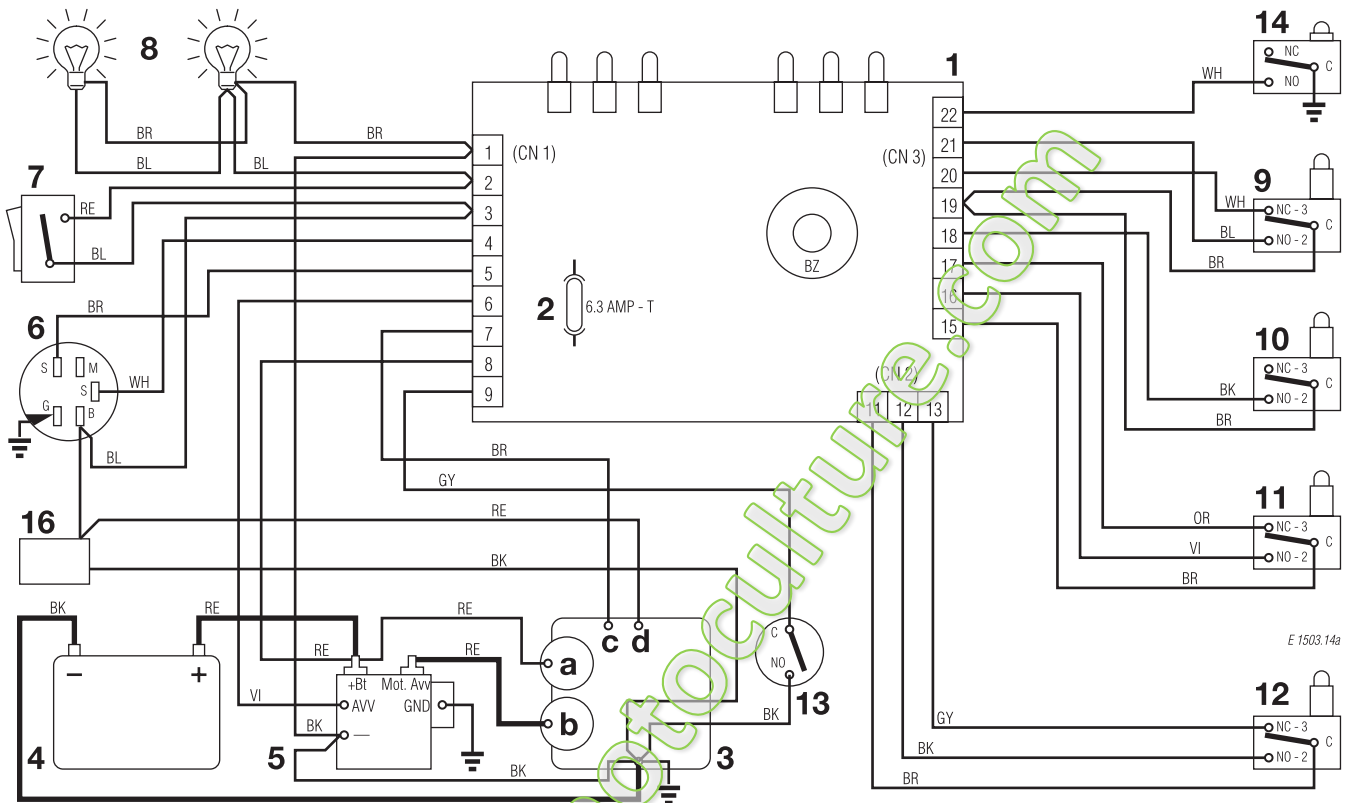 8
14
NC
C
NO
WH
1
BR
BR
22
1
(CN 1)
(CN 3)
21
BL
BL
20
2
7
9
19
WH
NC - 3
RE
3
C
BL
NO - 2
18
4
BR
BL
17
5
BZ
16
6
2
6.3 AMP - T
BR
15
6
7
10
S
M
8
(CN 2)
NC - 3
S
WH
C
BK
NO - 2
G
B
9
11
12
13
BR
BR
BL
GY
11
16
RE
OR
NC - 3
C
VI
NO - 2
BK
BR
BK
RE
RE
c
d
C
E 1503.14a
RE
RE
a
NO
–
+
+Bt
Mot. Avv
12
VI
AVV
GND
13
GY
NC - 3
BK
b
BK
C
—
BK
NO - 2
4
5
3
BK
BR
otoculture.com